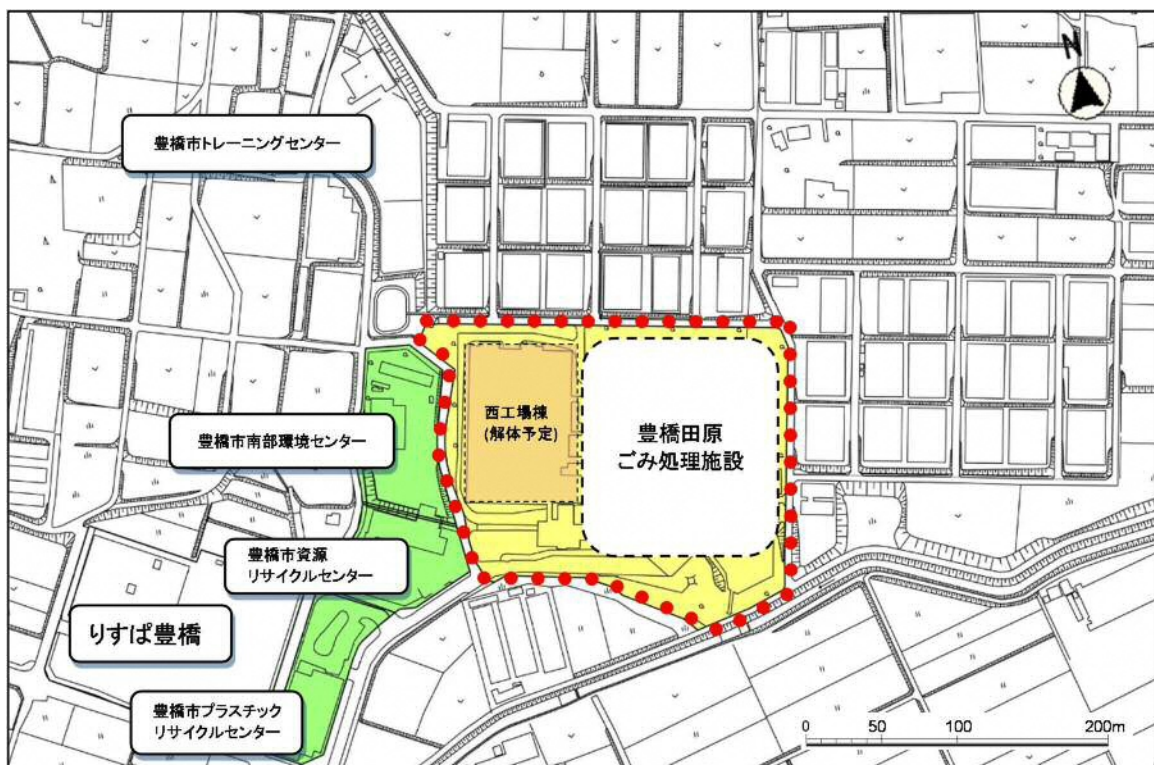 N
豊橋市トレーニングセンター
西工場棟
(解体予定)
豊橋田原
ごみ処理施設
豊橋市南部環境センター
豊橋市資源
リサイクルセンター
りすぱ豊橋
豊橋市プラスチック
リサイクルセンター
0 50 100 200m